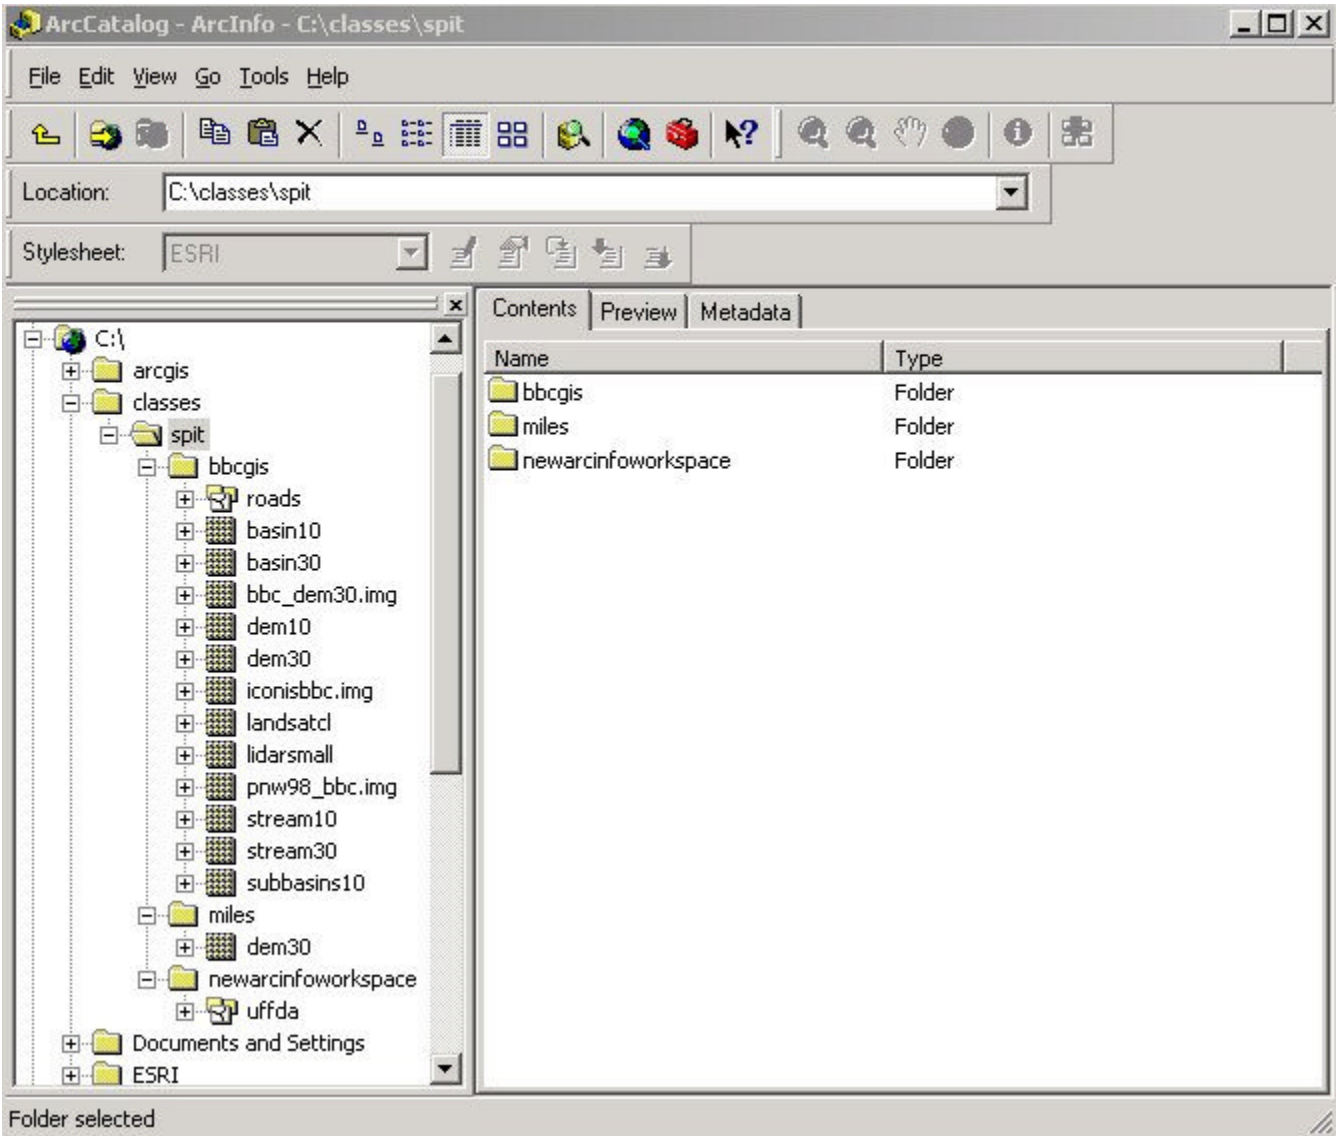 ArcCatalog - ArcInfo - C:\classes\spit
File Edit View Go Tools Help
Location: C:\classes\spit
Stylesheet: ESRI
C:\
arcgis
classes
spit
bbcgis
roads
basin10
basin30
bbc_dem30.img
dem10
dem30
iconisbbc.img
landsatcl
lidarsmall
pnw98_bbc.img
stream10
stream30
subbasins10
miles
dem30
newarcinfoworkspace
uffda
Documents and Settings
ESRI
Contents Preview Metadata
Name Type
bbcgis Folder
miles Folder
newarcinfoworkspace Folder
Folder selected